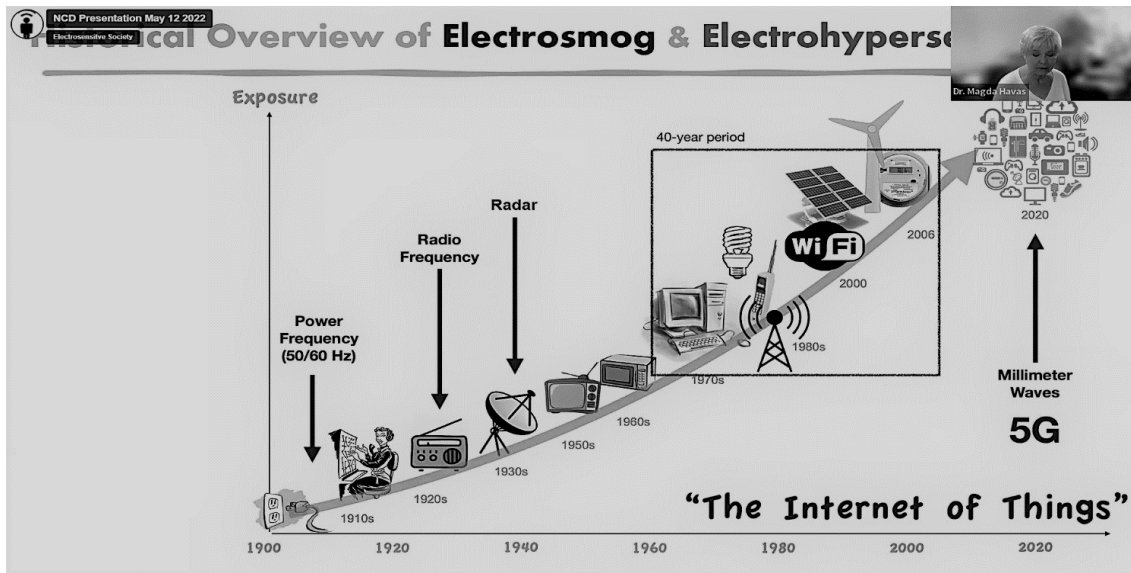 NCD Presentation May 12 2022
Electrosensitive Society
Historical Overview of Electrosmog & Electrohyperse
Dr. Magda Havas
Exposure
40-year period
Radar
Radio
Frequency
Power
Frequency
(50/60 Hz)
WiFi
2006
2000
2020
1980s
1970s
1960s
1950s
1930s
1920s
1910s
Millimeter
Waves
5G
"The Internet of Things"
1900 1920 1940 1960 1980 2000 2020